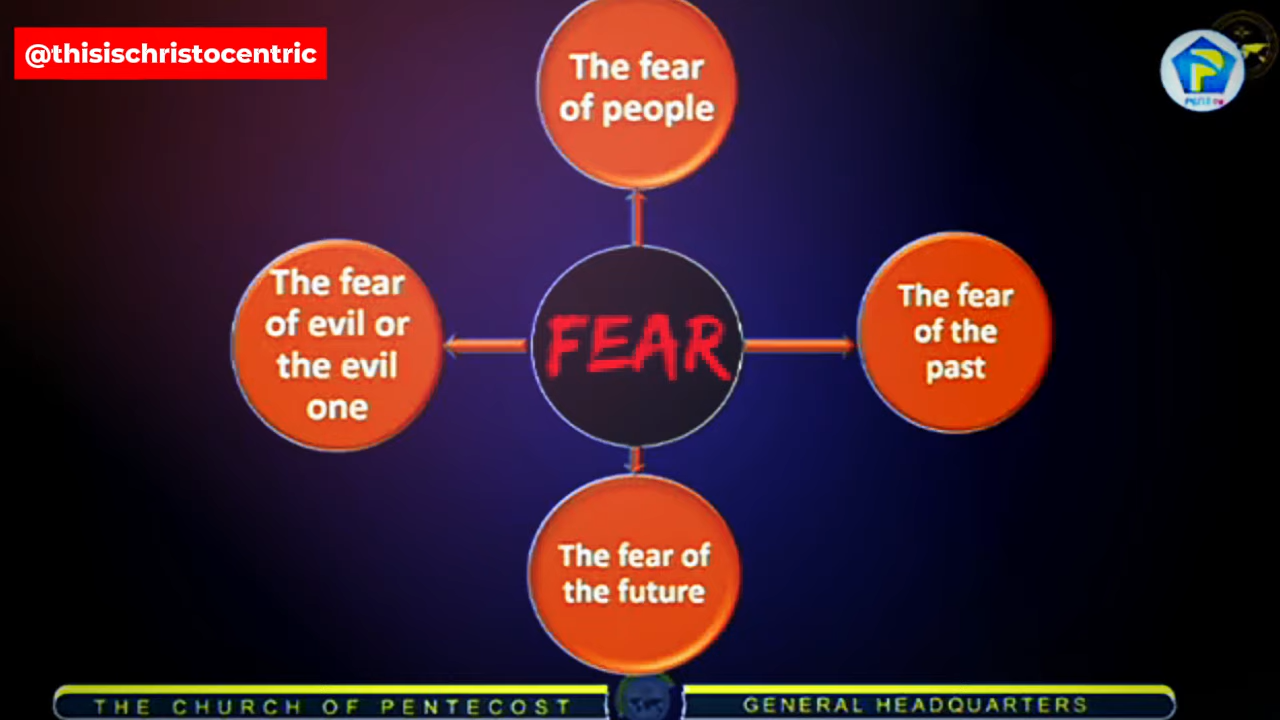 @thisischristocentric
The fear
of people
The fear
of evil or
the evil
one
FEAR
The fear
of the
past
The fear of
the future
THE CHURCH OF PENTECOST
GENERAL HEADQUARTERS